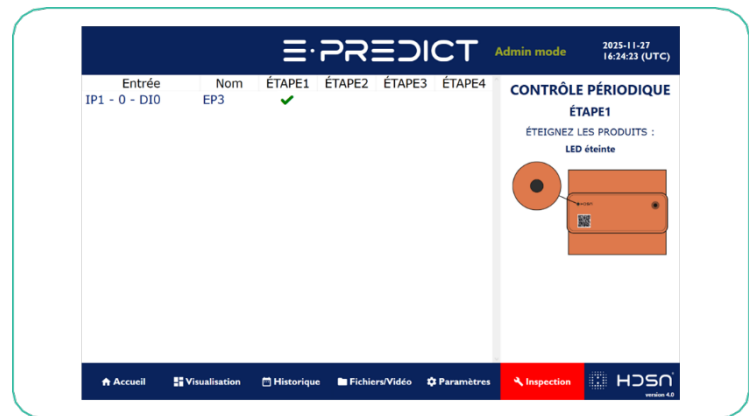 E·PREDICT
Admin mode
2025-11-27
16:24:23 (UTC)
Entrée Nom ÉTAPE1 ÉTAPE2 ÉTAPE3 ÉTAPE4
IP1 - 0 - DI0 EP3 ✔
CONTRÔLE PÉRIODIQUE
ÉTAPE1
ÉTEIGNEZ LES PRODUITS :
LED éteinte
HDSN
Accueil Visualisation Historique Fichiers/Vidéo Paramètres Inspection HDSN
version 4.0